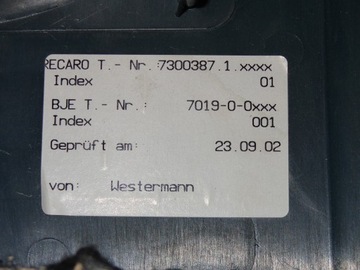 RECARO T.- Nr.:7300387.1.xxxx
Index 01
BJE T.- Nr.: 7019-0-0xxx
Index 001
Geprüft am: 23.09.02
von: Westermann